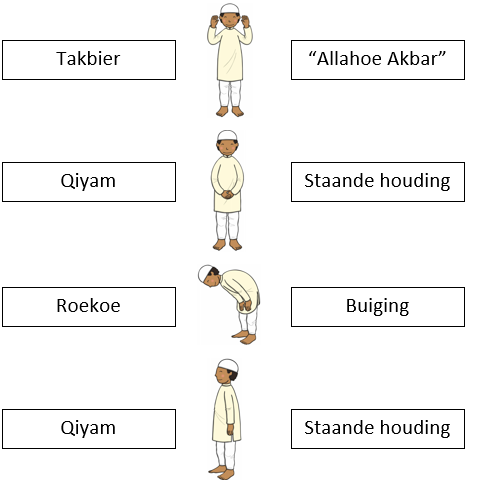 Takbier “Allahoe Akbar”
Qiyam Staande houding
Roekoe Buiging
Qiyam Staande houding